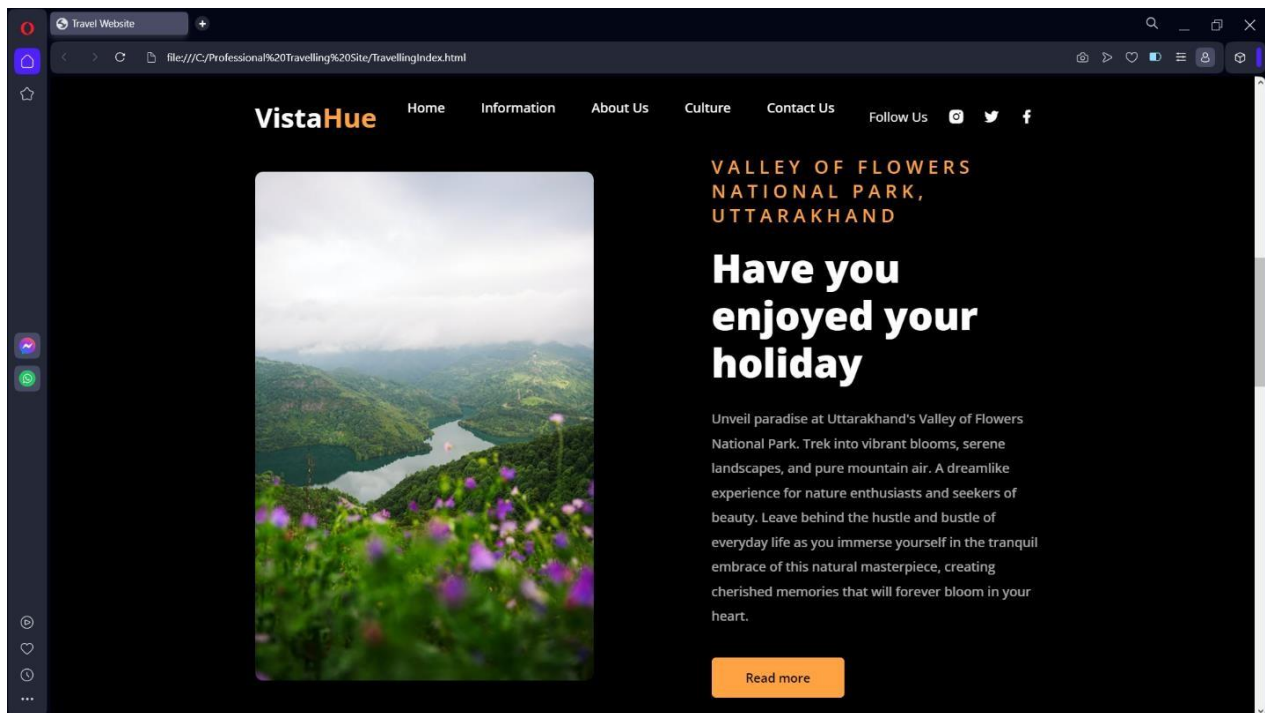 Travel Website
file:///C:/Professional%20Travelling%20Site/TravellingIndex.html
VistaHue Home Information About Us Culture Contact Us Follow Us
VALLEY OF FLOWERS
NATIONAL PARK,
UTTARAKHAND
Have you
enjoyed your
holiday
Unveil paradise at Uttarakhand's Valley of Flowers
National Park. Trek into vibrant blooms, serene
landscapes, and pure mountain air. A dreamlike
experience for nature enthusiasts and seekers of
beauty. Leave behind the hustle and bustle of
everyday life as you immerse yourself in the tranquil
embrace of this natural masterpiece, creating
cherished memories that will forever bloom in your
heart.
Read more